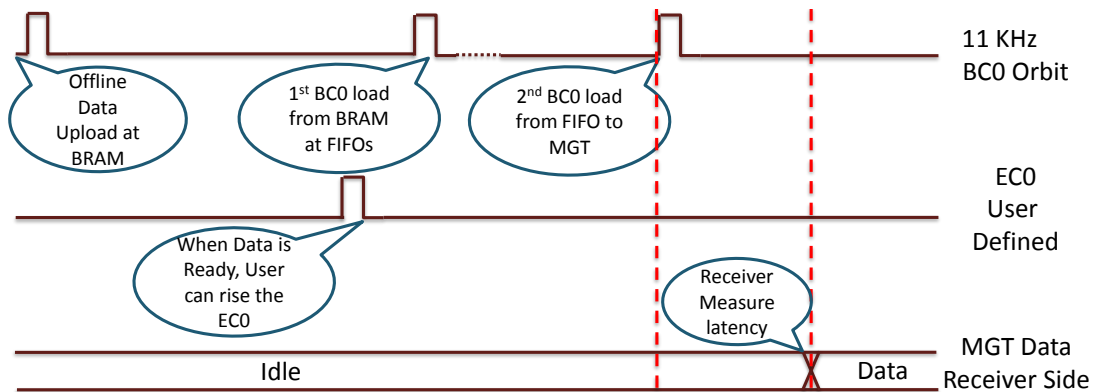 11 KHz
BC0 Orbit
Offline
Data
Upload at
BRAM
1st BC0 load
from BRAM
at FIFOs
2nd BC0 load
from FIFO to
MGT
EC0
User
Defined
When Data is
Ready, User
can rise the
EC0
Receiver
Measure
latency
MGT Data
Receiver Side
Idle
Data